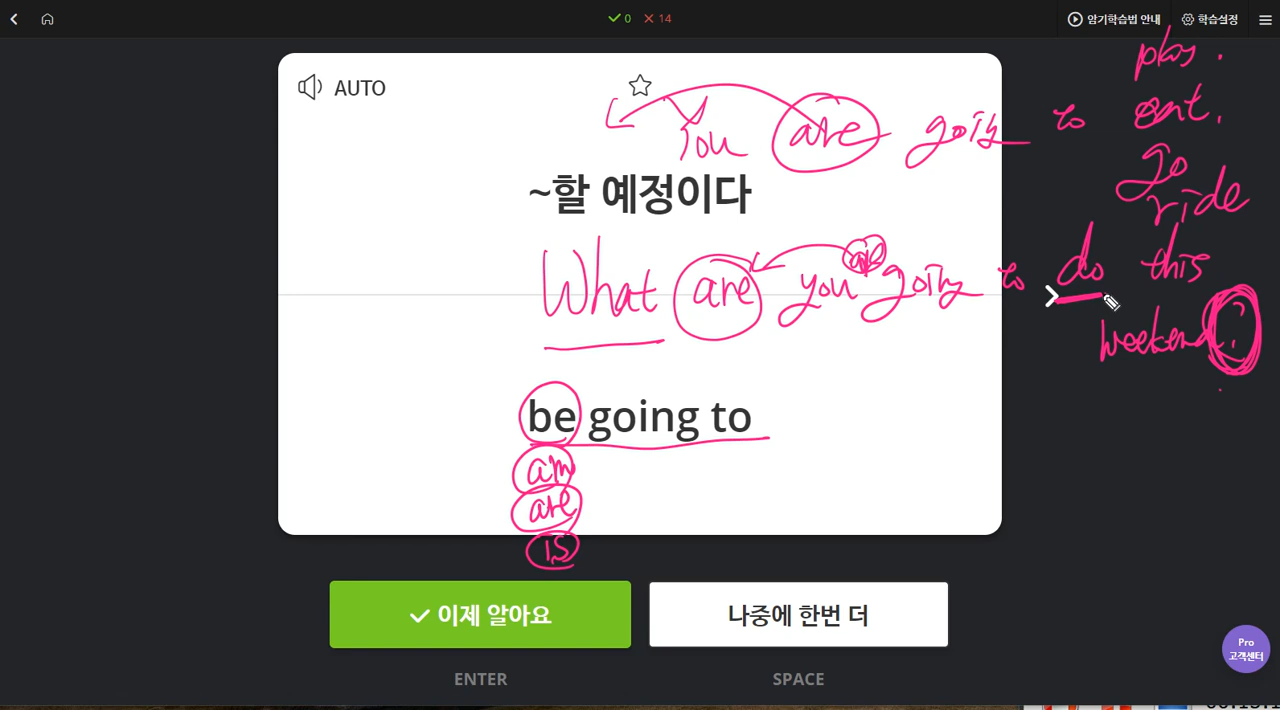 0 14 암기학습법 안내 학습설정
AUTO
play.
You are going to eat.
go
ride
~할 예정이다
What are you are going to do this
weekend?
be going to
am
are
is
이제 알아요 나중에 한번 더
ENTER SPACE
Pro
고객센터